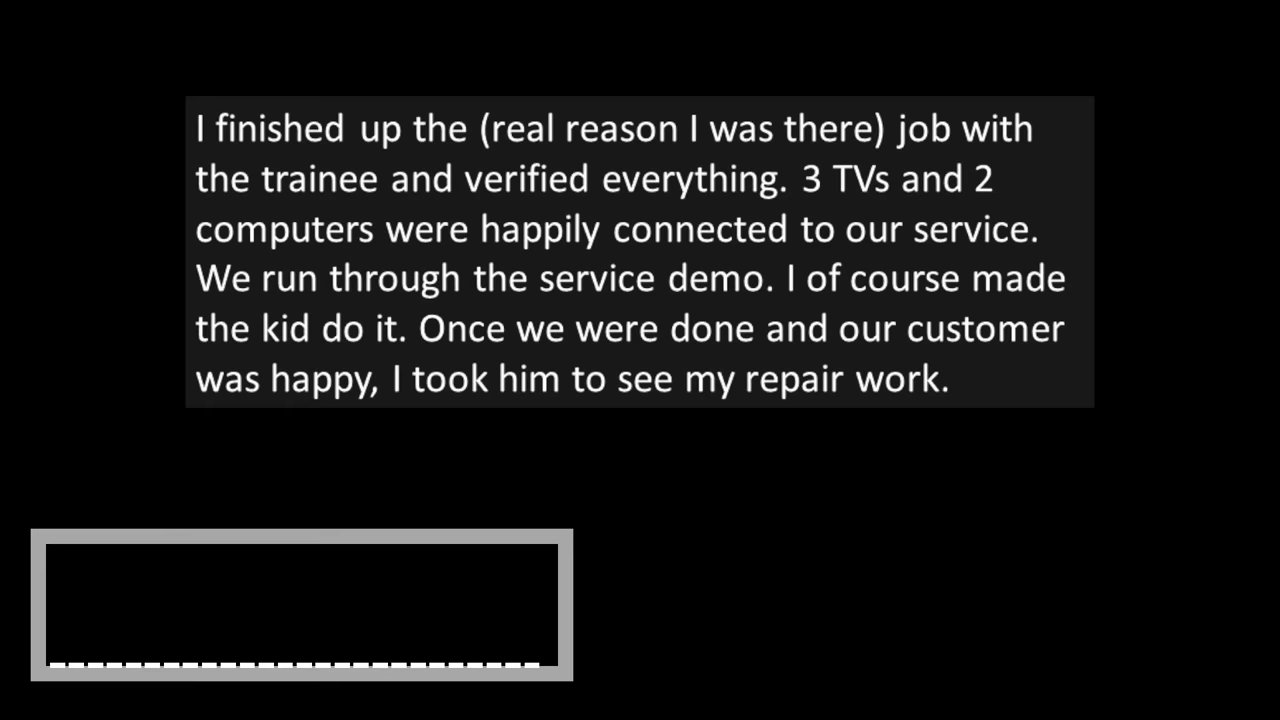 I finished up the (real reason I was there) job with
the trainee and verified everything. 3 TVs and 2
computers were happily connected to our service.
We run through the service demo. I of course made
the kid do it. Once we were done and our customer
was happy, I took him to see my repair work.